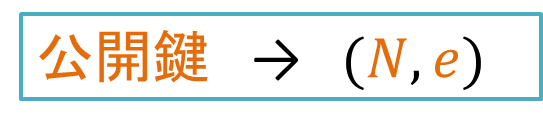 公開鍵 → (N, e)